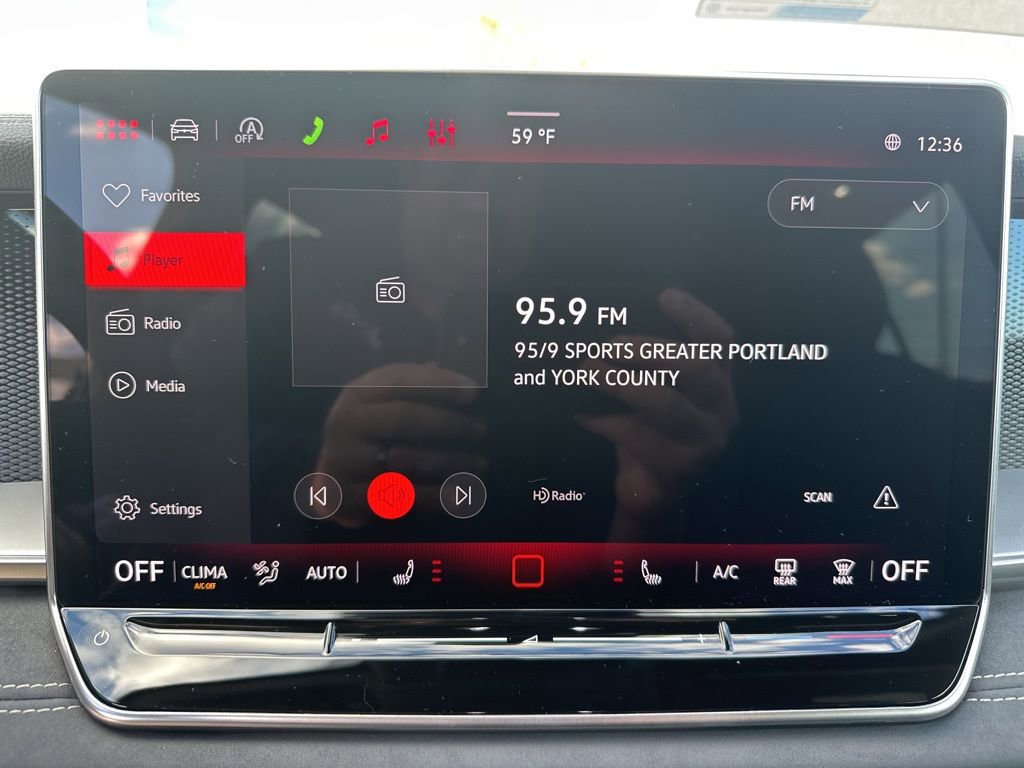 OFF
59 °F
12:36
Favorites
FM
Player
95.9 FM
Radio
95/9 SPORTS GREATER PORTLAND
and YORK COUNTY
Media
HD Radio
SCAN
Settings
OFF
CLIMA
A/C OFF
AUTO
A/C
REAR
MAX
OFF